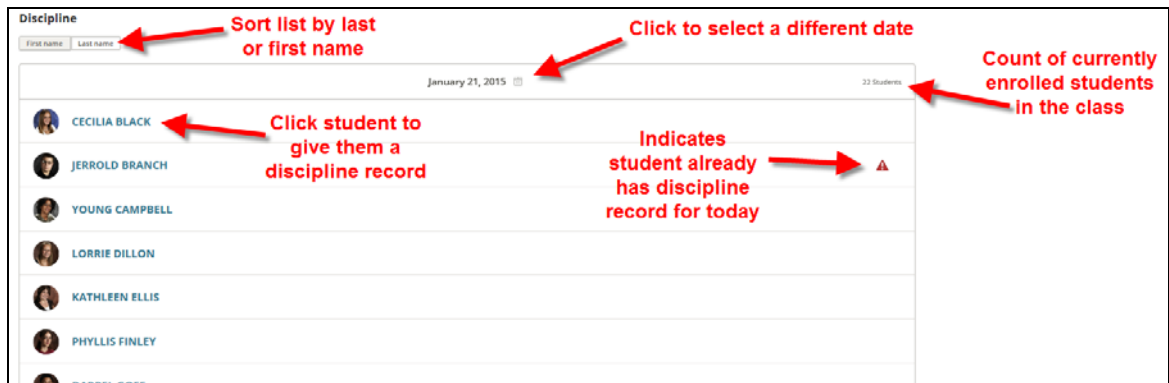 Discipline
First name Last name
Sort list by last
or first name
Click to select a different date
January 21, 2015
22 Students
Count of currently
enrolled students
in the class
CECILIA BLACK
Click student to
give them a
discipline record
JERROLD BRANCH
Indicates
student already
has discipline
record for today
YOUNG CAMPBELL
LORRIE DILLON
KATHLEEN ELLIS
PHYLLIS FINLEY